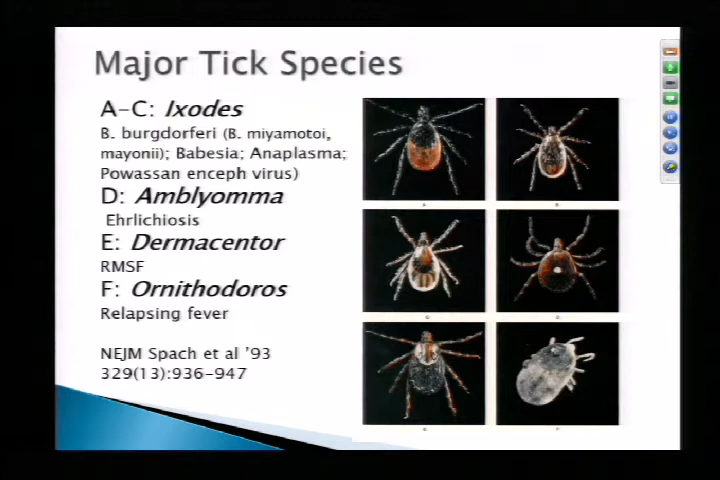 Major Tick Species
A-C: Ixodes
B. burgdorferi (B. miyamotoi,
mayonii); Babesia; Anaplasma;
Powassan enceph virus)
D: Amblyomma
Ehrlichiosis
E: Dermacentor
RMSF
F: Ornithodoros
Relapsing fever
NEJM Spach et al '93
329(13):936-947